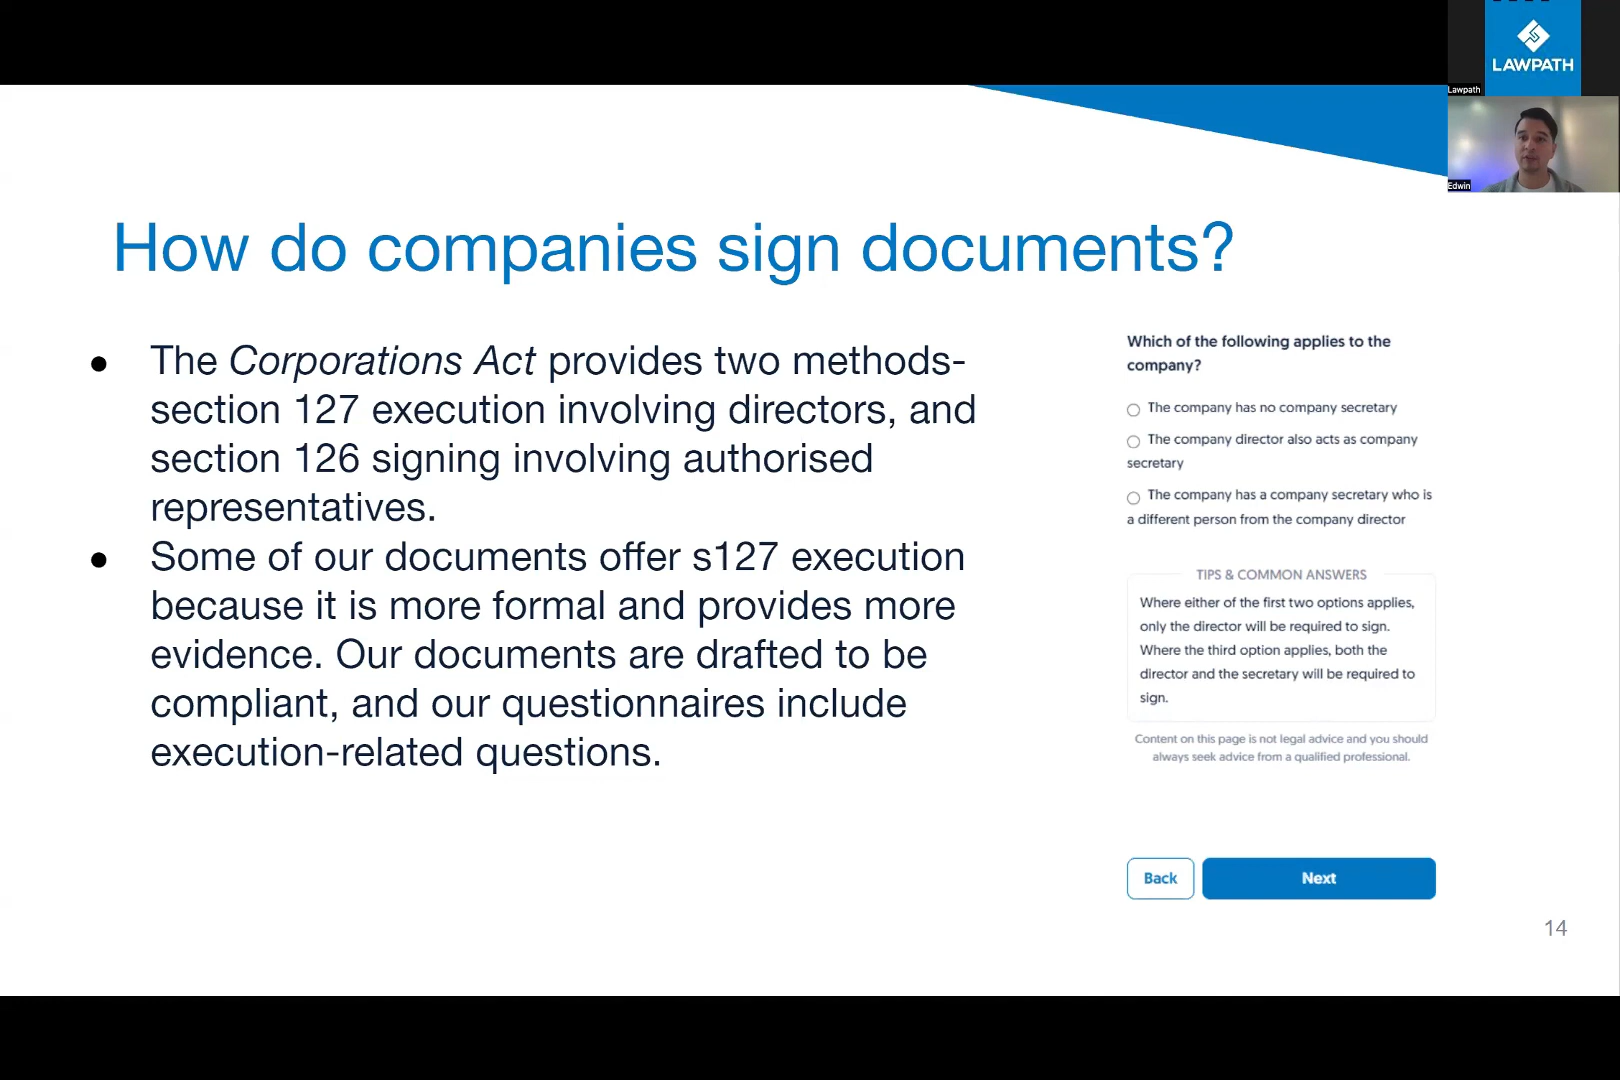 LAWPATH
Lawpath
Edwin
How do companies sign documents?
● The Corporations Act provides two methods-
section 127 execution involving directors, and
section 126 signing involving authorised
representatives.
● Some of our documents offer s127 execution
because it is more formal and provides more
evidence. Our documents are drafted to be
compliant, and our questionnaires include
execution-related questions.
Which of the following applies to the
company?
The company has no company secretary
The company director also acts as company
secretary
The company has a company secretary who is
a different person from the company director
TIPS & COMMON ANSWERS
Where either of the first two options applies,
only the director will be required to sign.
Where the third option applies, both the
director and the secretary will be required to
sign.
Content on this page is not legal advice and you should
always seek advice from a qualified professional.
Back
Next
14